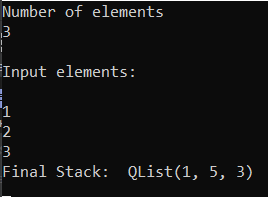 Number of elements
3
Input elements:
1
2
3
Final Stack:  QList(1, 5, 3)